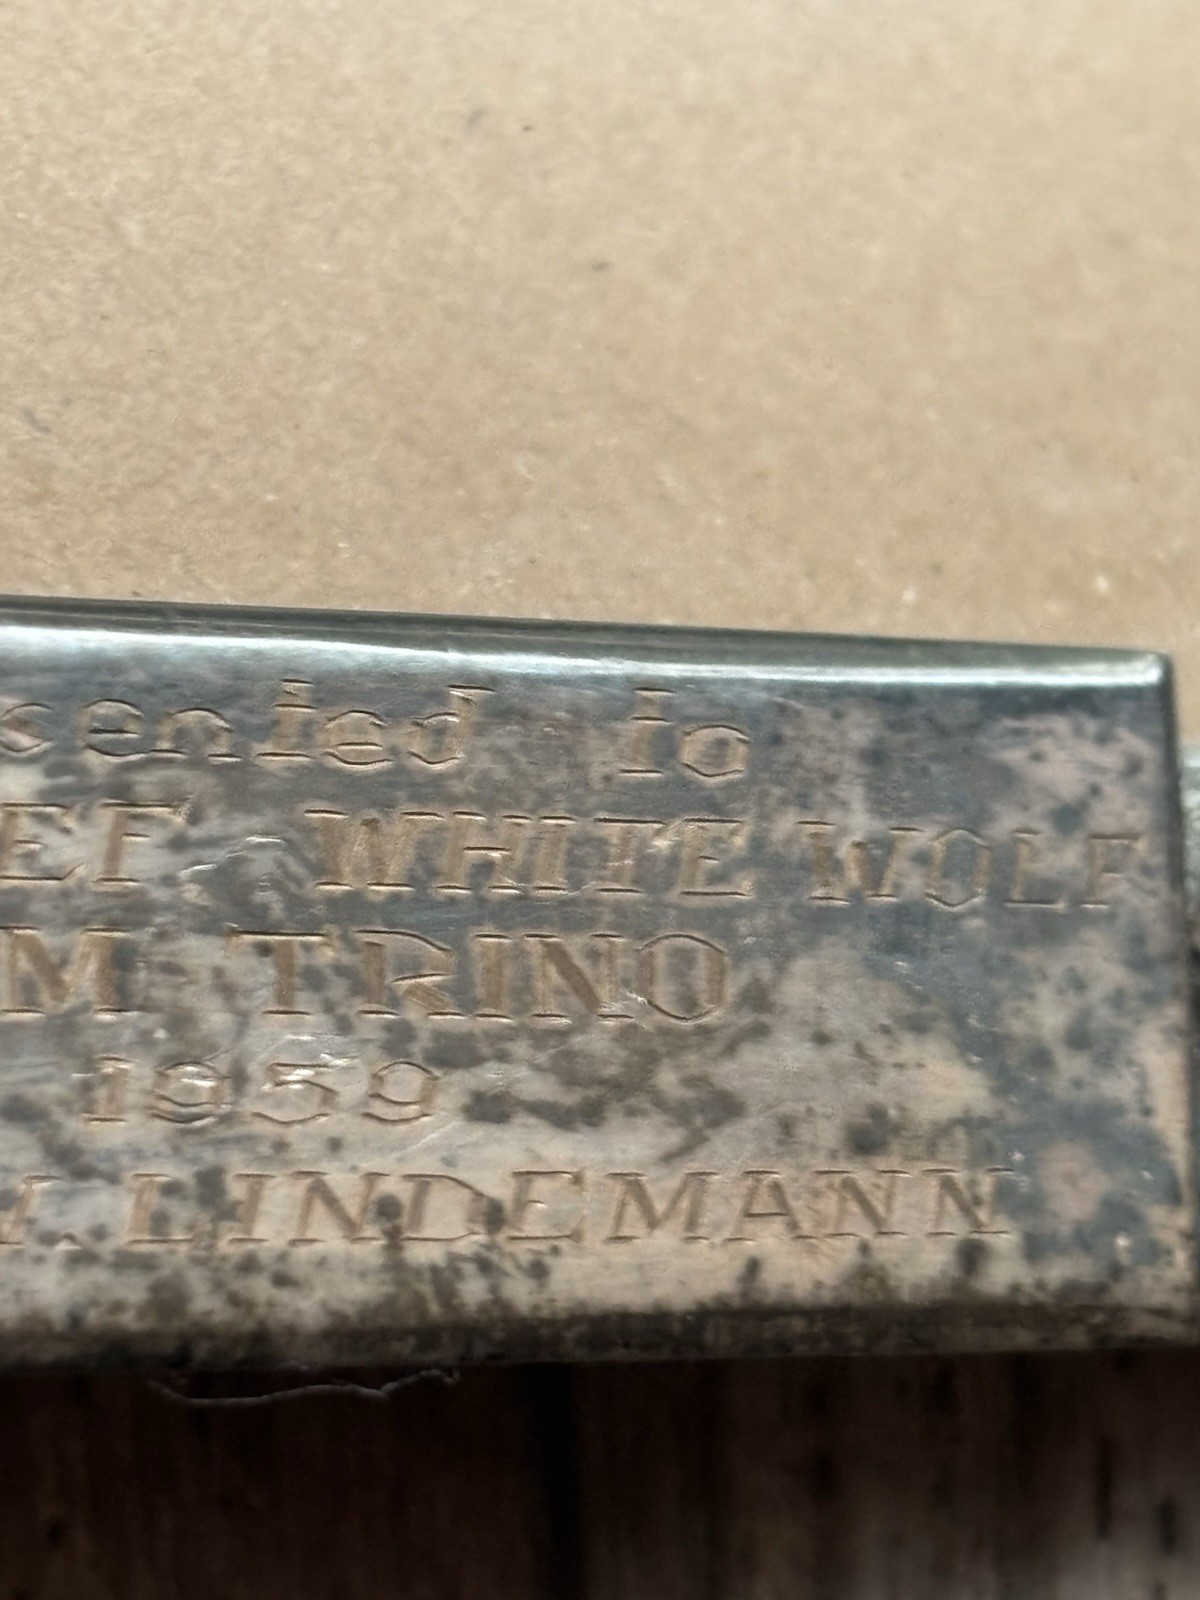 sented to
EF WHITE WOLF
M TRINO
1959
. LINDEMANN